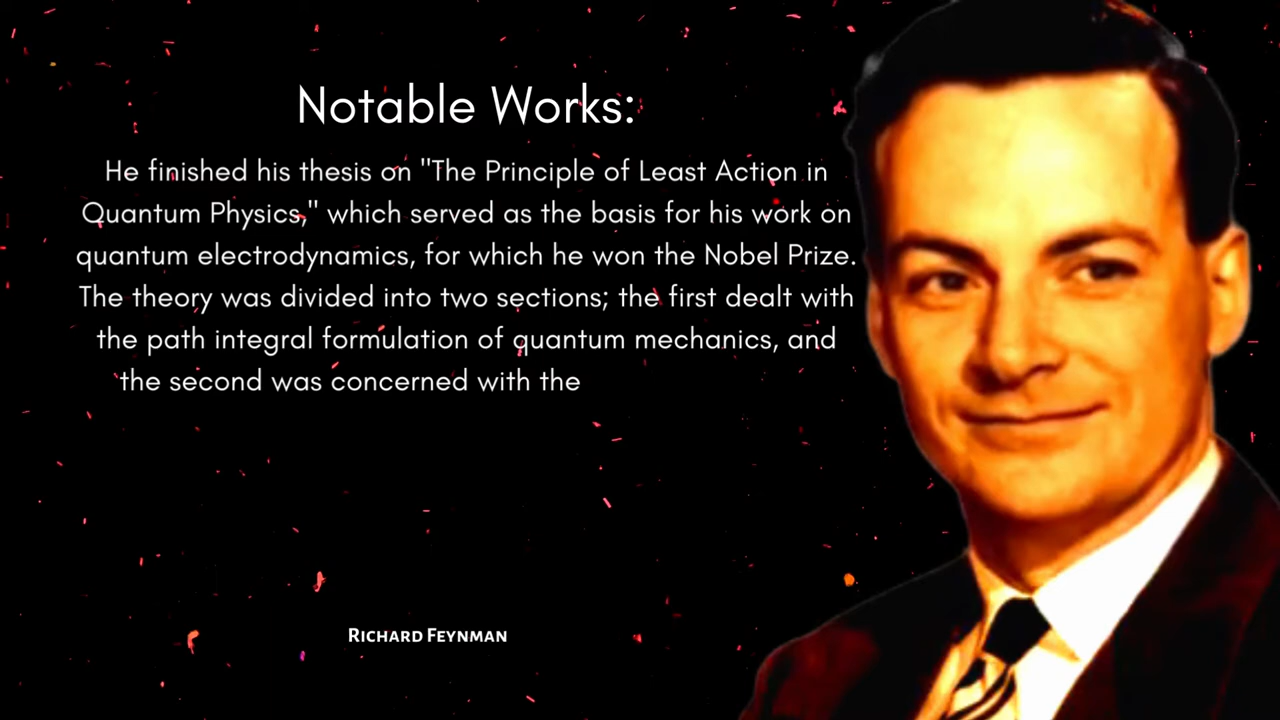 Notable Works:
He finished his thesis on "The Principle of Least Action in
Quantum Physics," which served as the basis for his work on
quantum electrodynamics, for which he won the Nobel Prize.
The theory was divided into two sections; the first dealt with
the path integral formulation of quantum mechanics, and
the second was concerned with the
Richard Feynman